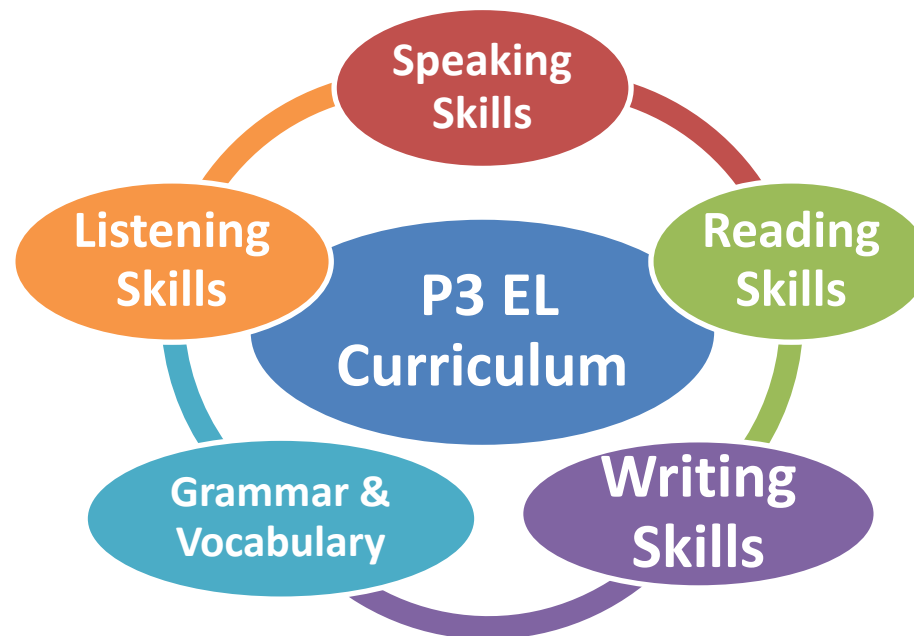 Speaking
Skills
Listening
Skills
Reading
Skills
P3 EL
Curriculum
Grammar &
Vocabulary
Writing
Skills